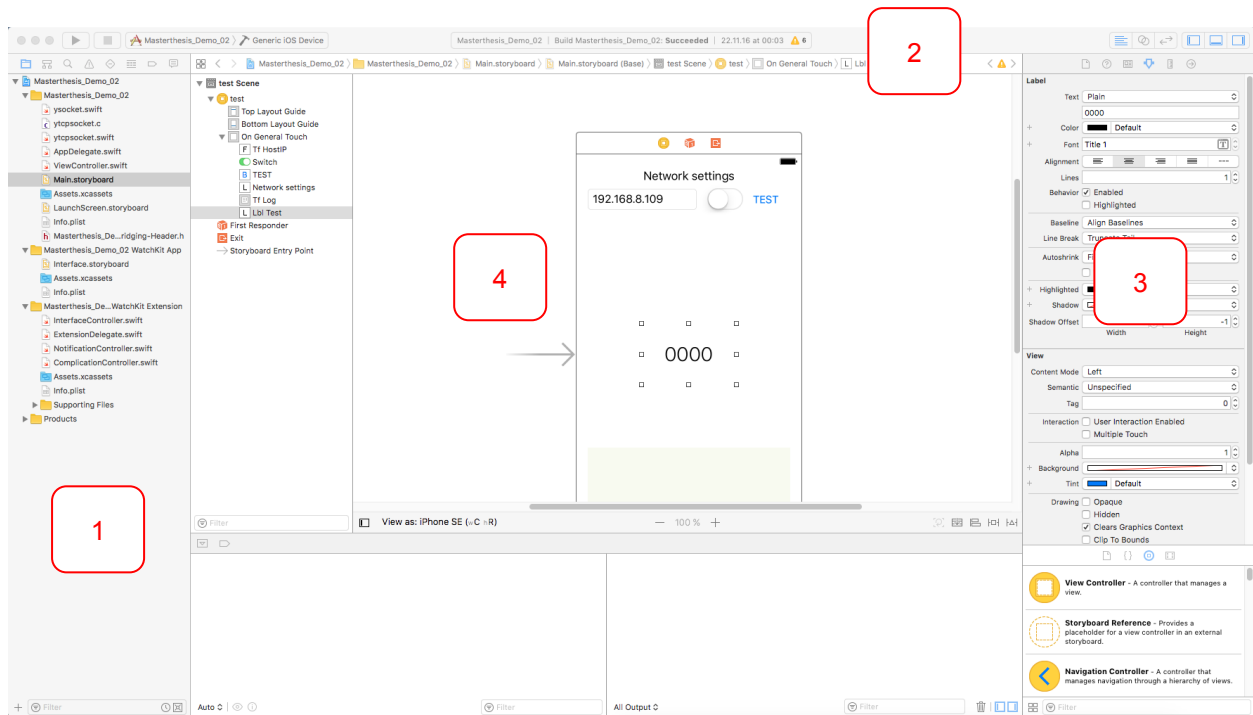 Masterthesis_Demo_02 〉 Generic iOS Device
Masterthesis_Demo_02 | Build Masterthesis_Demo_02: Succeeded | 22.11.16 at 00:03 6
2
Masterthesis_Demo_02 〉 Masterthesis_Demo_02 〉 Main.storyboard 〉 Main.storyboard (Base) 〉 test Scene 〉 test 〉 On General Touch 〉 L Lbl
Masterthesis_Demo_02
Masterthesis_Demo_02
ysocket.swift
ytcpsocket.c
ytcpsocket.swift
AppDelegate.swift
ViewController.swift
Main.storyboard
Assets.xcassets
LaunchScreen.storyboard
Info.plist
h Masterthesis_De...ridging-Header.h
Masterthesis_Demo_02 WatchKit App
Interface.storyboard
Assets.xcassets
Info.plist
Masterthesis_De...WatchKit Extension
InterfaceController.swift
ExtensionDelegate.swift
NotificationController.swift
ComplicationController.swift
Assets.xcassets
Info.plist
Supporting Files
Products
1
Filter
test Scene
test
Top Layout Guide
Bottom Layout Guide
On General Touch
F Tf HostIP
Switch
B TEST
L Network settings
Tf Log
L Lbl Test
First Responder
Exit
Storyboard Entry Point
Filter
4
Network settings
192.168.8.109 TEST
0000
View as: iPhone SE (wC hR)
100 %
Auto
Filter
All Output
Filter
Label
Text Plain
0000
Color Default
Font Title 1 T
Alignment
Lines 1
Behavior Enabled
Highlighted
Baseline Align Baselines
Line Break Truncate Tail
Autoshrink
3
Highlighted
Shadow
Shadow Offset -1
Width Height
View
Content Mode Left
Semantic Unspecified
Tag 0
Interaction User Interaction Enabled
Multiple Touch
Alpha 1
Background
Tint Default
Drawing Opaque
Hidden
Clears Graphics Context
Clip To Bounds
View Controller - A controller that manages a
view.
Storyboard Reference - Provides a
placeholder for a view controller in an external
storyboard.
Navigation Controller - A controller that
manages navigation through a hierarchy of views.
Filter